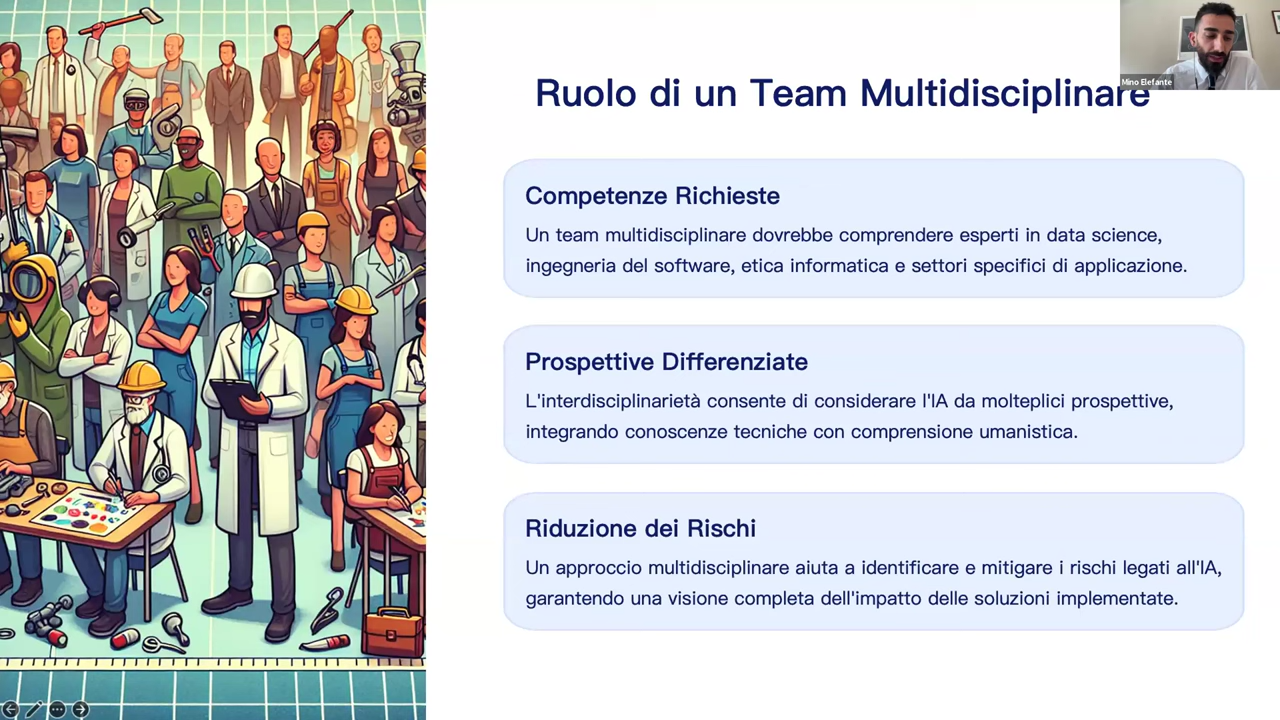 Mino Elefante
Ruolo di un Team Multidisciplinare
Competenze Richieste
Un team multidisciplinare dovrebbe comprendere esperti in data science,
ingegneria del software, etica informatica e settori specifici di applicazione.
Prospettive Differenziate
L'interdisciplinarietà consente di considerare l'IA da molteplici prospettive,
integrando conoscenze tecniche con comprensione umanistica.
Riduzione dei Rischi
Un approccio multidisciplinare aiuta a identificare e mitigare i rischi legati all'IA,
garantendo una visione completa dell'impatto delle soluzioni implementate.